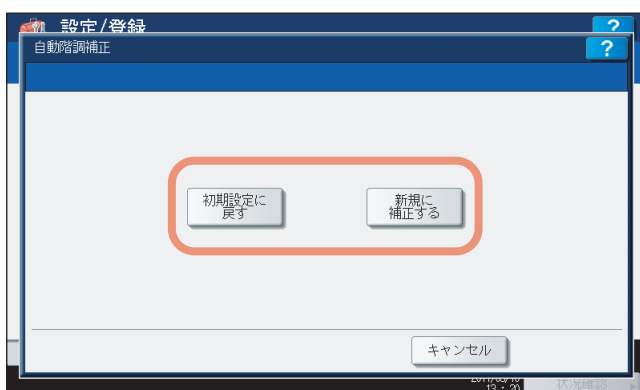 設定/登録
?
自動階調補正
?
初期設定に
戻す
新規に
補正する
キャンセル
13:20
状況確認